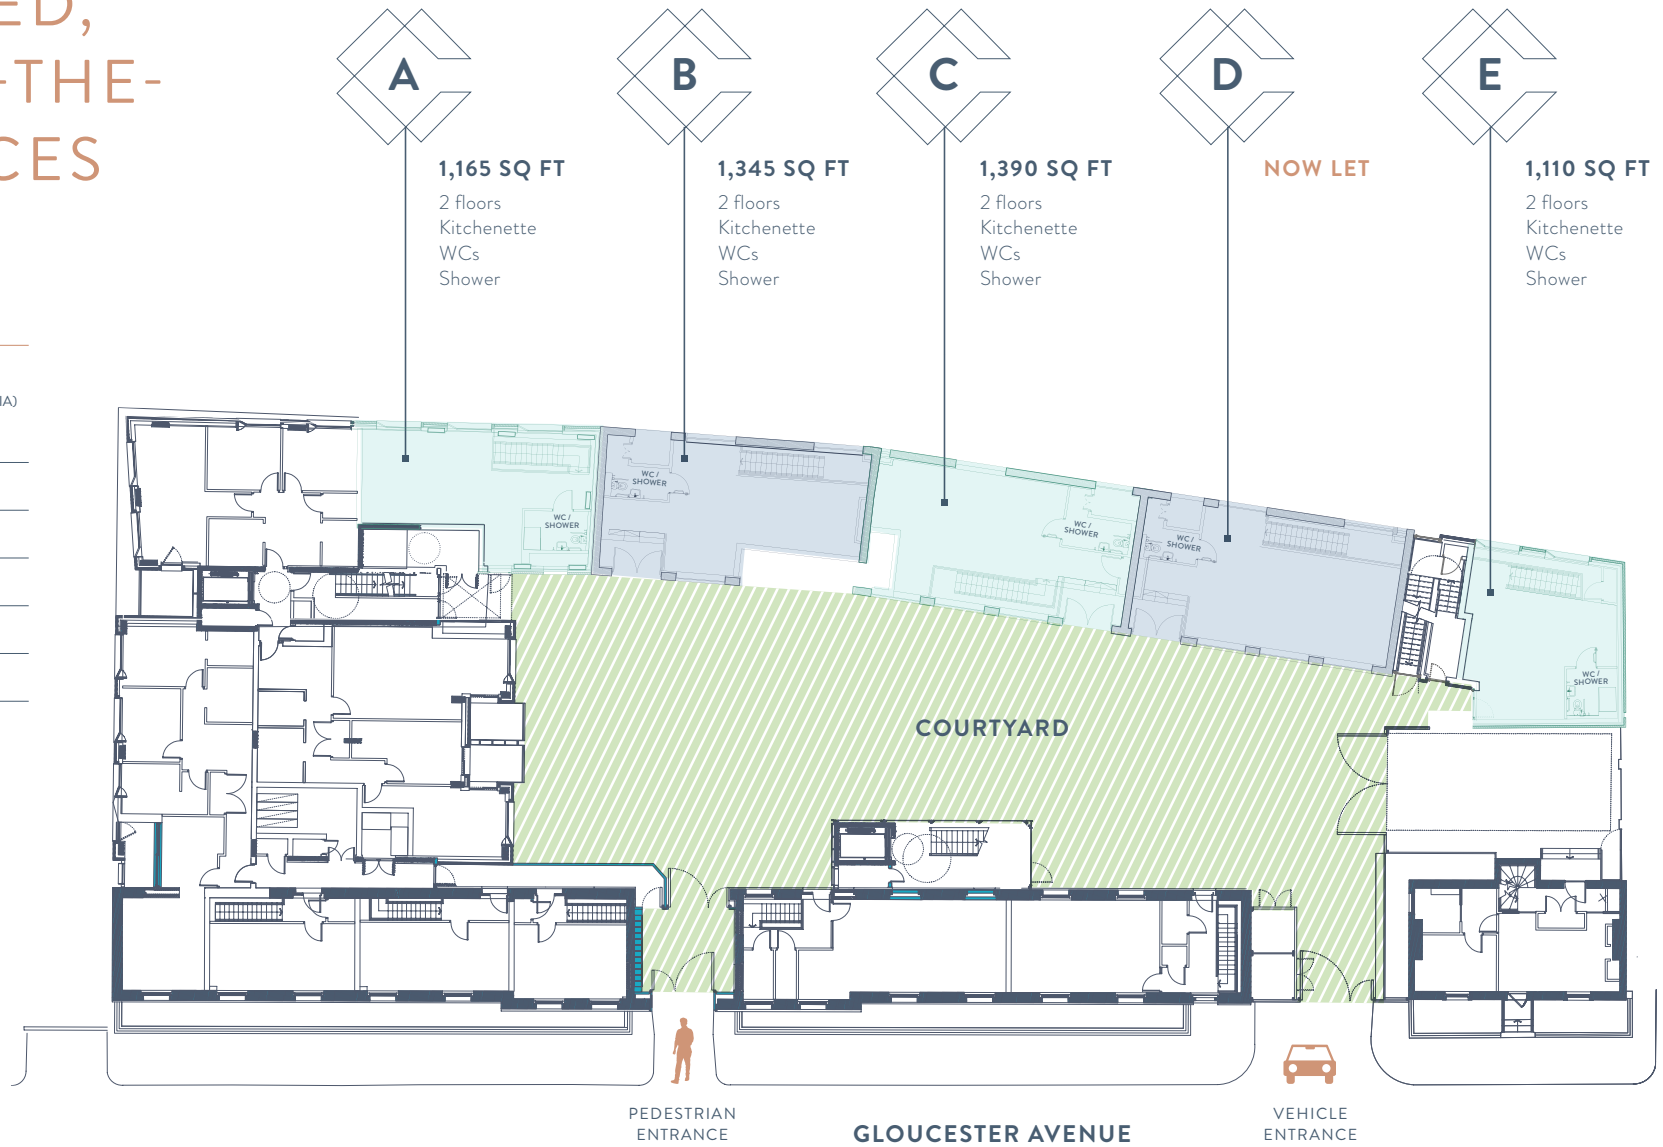 ED,
-THE-
CES
IA)
A
1,165 SQ FT
2 floors
Kitchenette
WCs
Shower
B
1,345 SQ FT
2 floors
Kitchenette
WCs
Shower
C
1,390 SQ FT
2 floors
Kitchenette
WCs
Shower
D
NOW LET
E
1,110 SQ FT
2 floors
Kitchenette
WCs
Shower
WC /
SHOWER
WC /
SHOWER
WC /
SHOWER
WC /
SHOWER
WC /
SHOWER
COURTYARD
PEDESTRIAN
ENTRANCE
GLOUCESTER AVENUE
VEHICLE
ENTRANCE